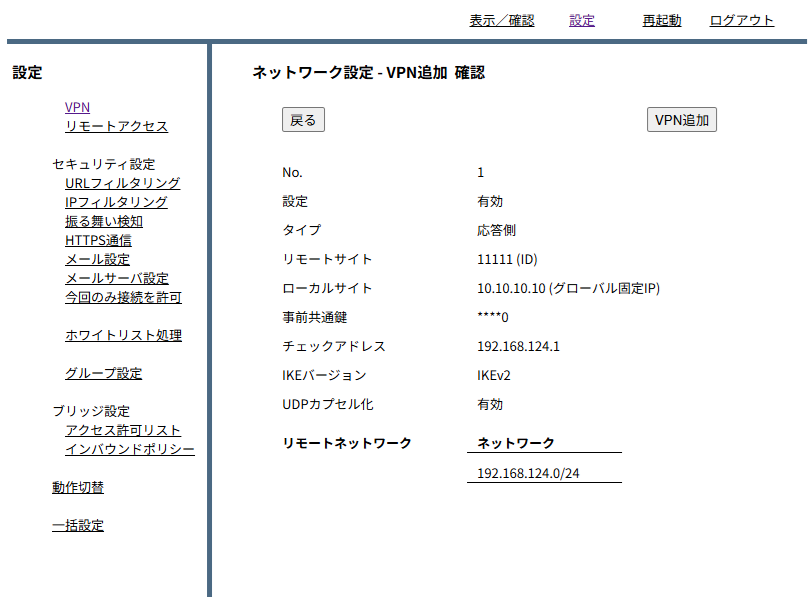 表示／確認 設定 再起動 ログアウト
設定
VPN
リモートアクセス
セキュリティ設定
URLフィルタリング
IPフィルタリング
振る舞い検知
HTTPS通信
メール設定
メールサーバ設定
今回のみ接続を許可
ホワイトリスト処理
グループ設定
ブリッジ設定
アクセス許可リスト
インバウンドポリシー
動作切替
一括設定
ネットワーク設定 - VPN追加 確認
戻る VPN追加
No. 1
設定 有効
タイプ 応答側
リモートサイト 11111 (ID)
ローカルサイト 10.10.10.10 (グローバル固定IP)
事前共通鍵 ****0
チェックアドレス 192.168.124.1
IKEバージョン IKEv2
UDPカプセル化 有効
リモートネットワーク ネットワーク
192.168.124.0/24